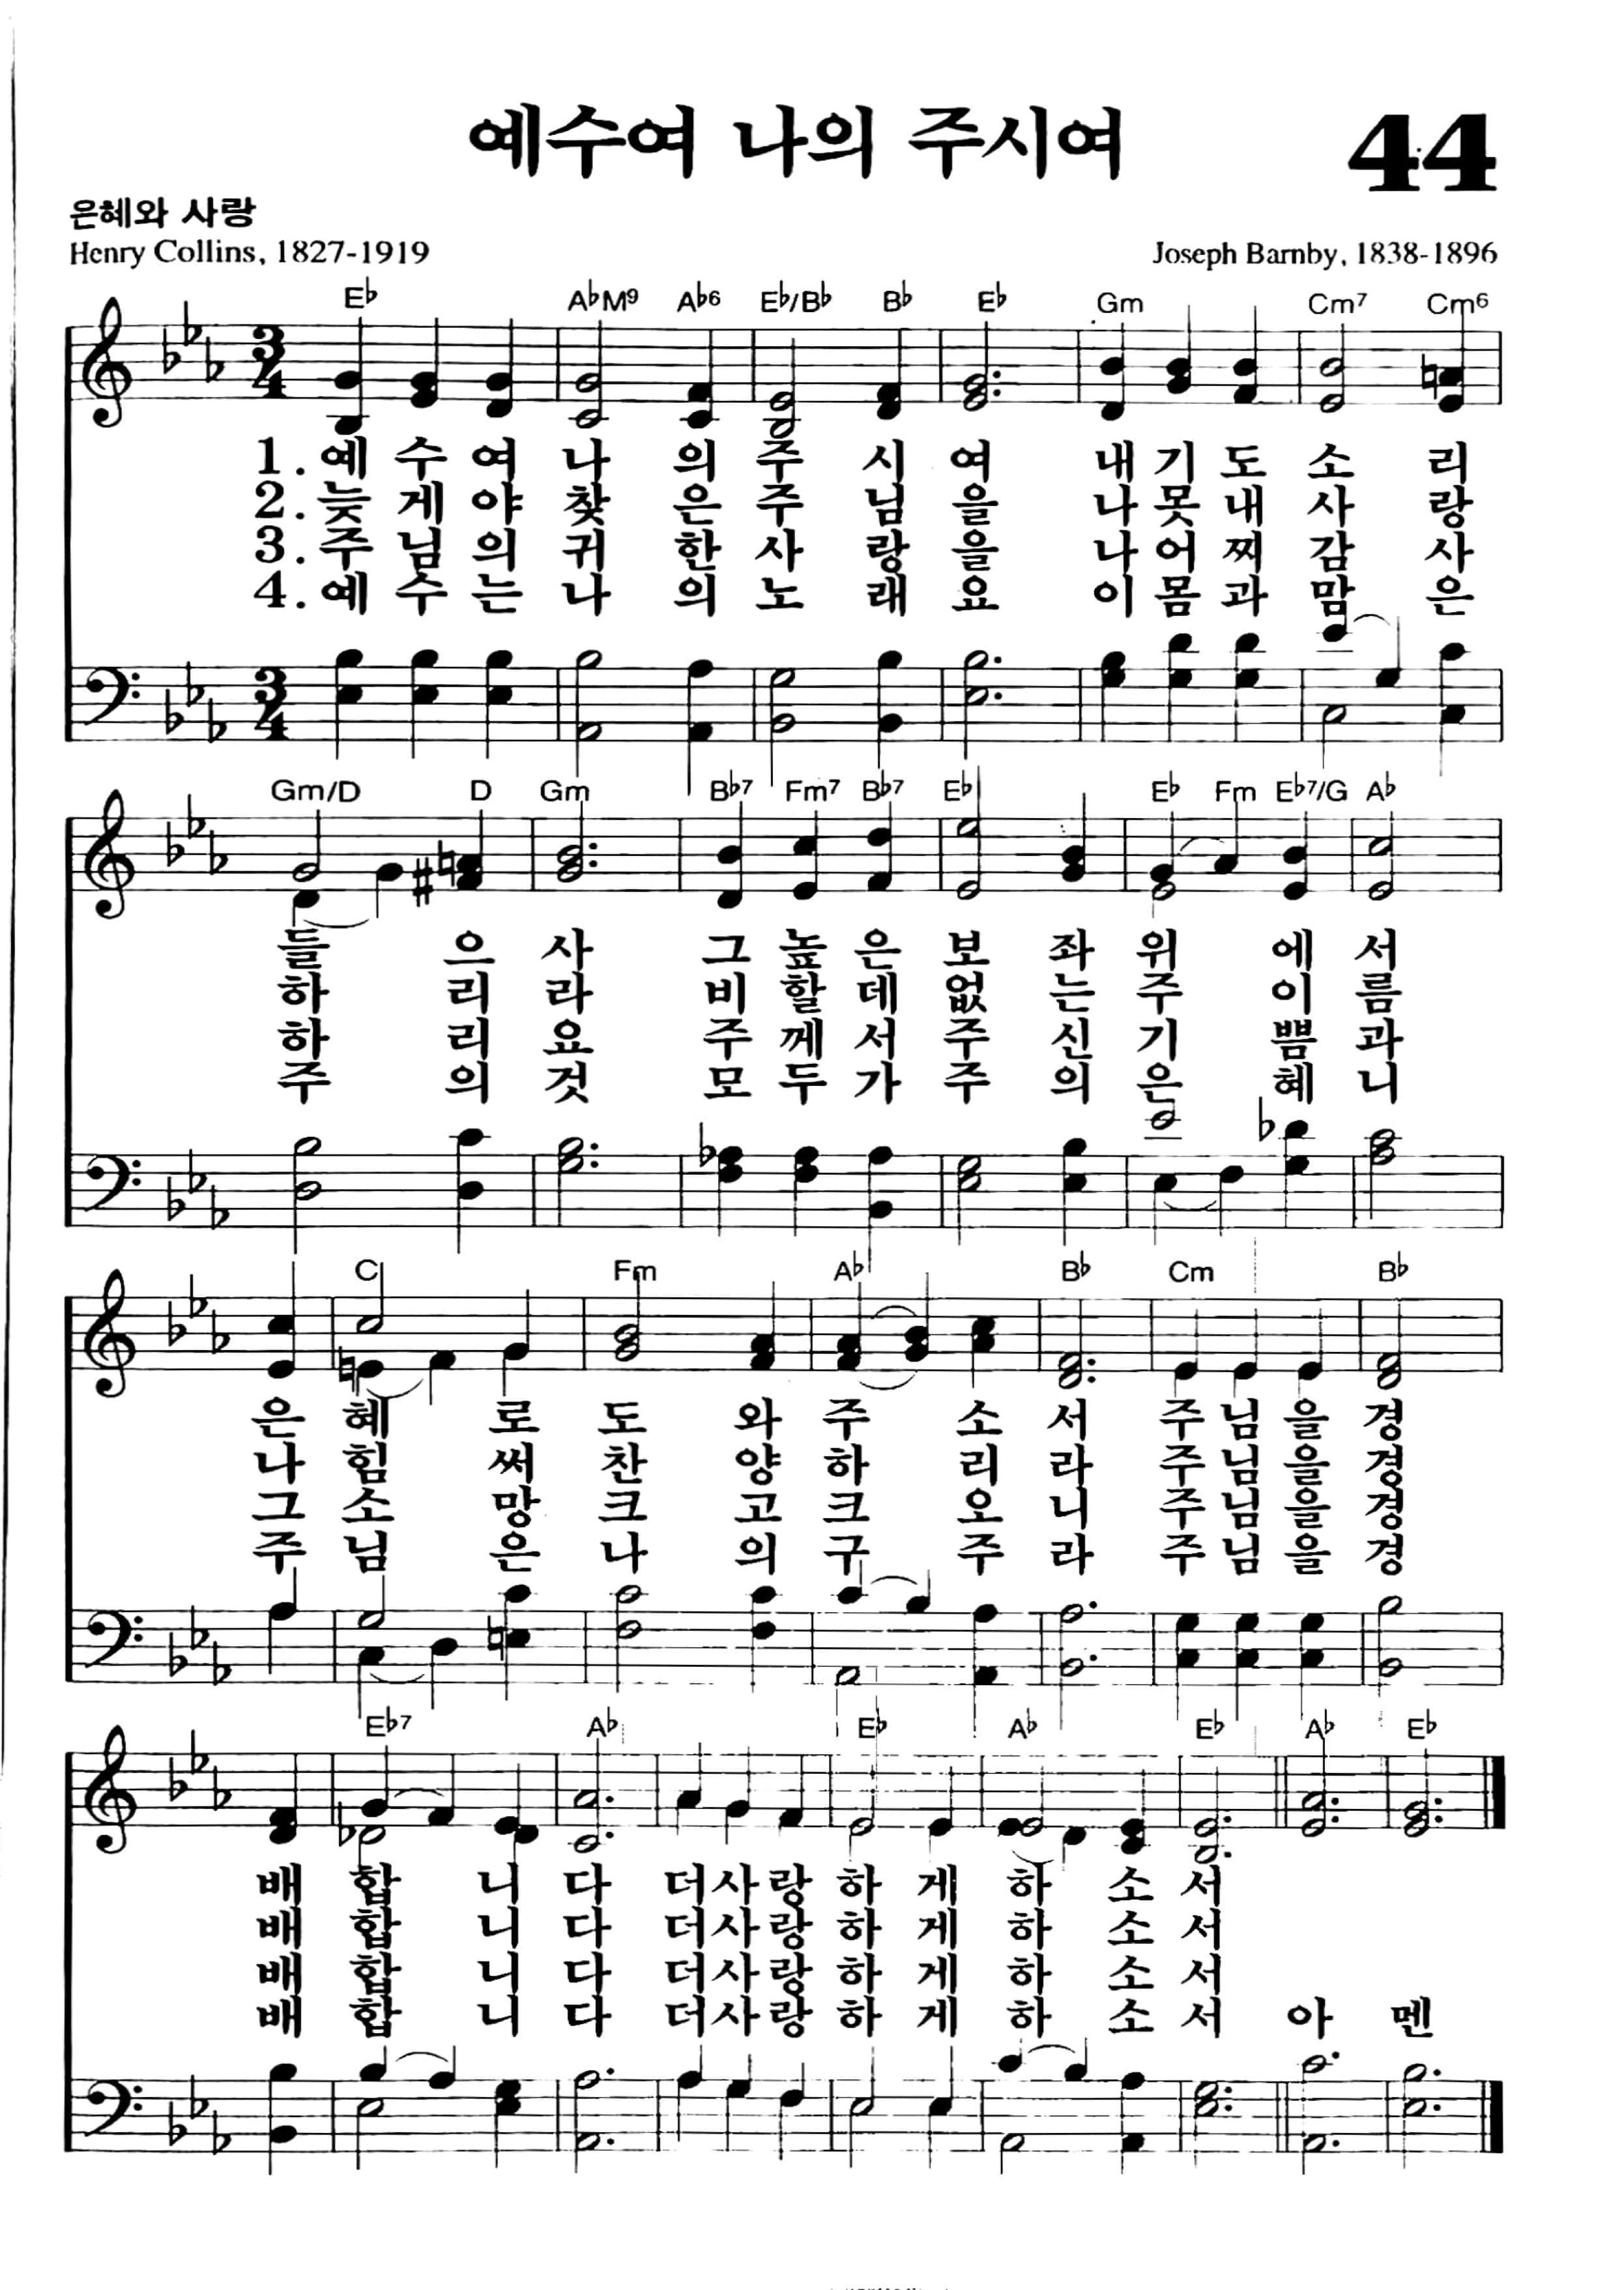 예수여 나의 주시여 44
은혜와 사랑
Henry Collins, 1827-1919 Joseph Barnby, 1838-1896
E♭ A♭M9 A♭6 E♭/B♭ B♭ E♭ Gm Cm7 Cm6
3/4
1. 예 수 여 나 의 주 시 여 내 기 도 소 리
2. 늦 게 야 찾 은 주 님 을 나 못 내 사 랑
3. 주 님 의 귀 한 사 랑 을 나 어 찌 감 사
4. 예 수 는 나 의 노 래 요 이 몸 과 맘 은
3/4
Gm/D D Gm B♭7 Fm7 B♭7 E♭ E♭ Fm E♭7/G A♭
들 으 사 그 높 은 보 좌 위 에 서
하 리 라 비 할 데 없 는 주 이 름
하 리 요 주 께 서 주 신 기 쁨 과
주 의 것 모 두 가 주 의 은 혜 니
C Fm A♭ B♭ Cm B♭
은 혜 로 도 와 주 소 서 주 님 을 경
나 힘 써 찬 양 하 리 라 주 님 을 경
그 소 망 크 고 크 오 니 주 님 을 경
주 님 은 나 의 구 주 라 주 님 을 경
E♭7 A♭ E♭ A♭ E♭ A♭ E♭
배 합 니 다 더 사 랑 하 게 하 소 서
배 합 니 다 더 사 랑 하 게 하 소 서
배 합 니 다 더 사 랑 하 게 하 소 서
배 합 니 다 더 사 랑 하 게 하 소 서 아 멘